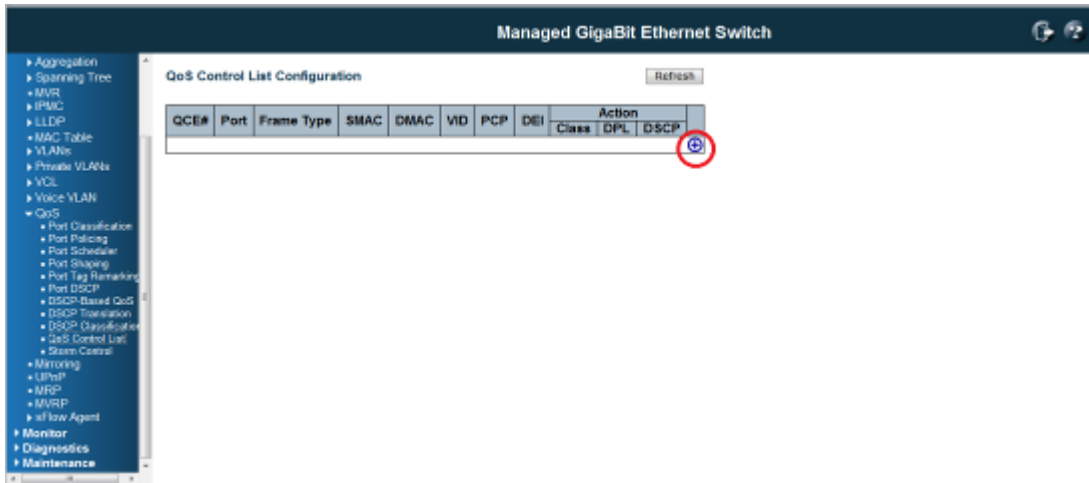 Managed GigaBit Ethernet Switch
Aggregation
Spanning Tree
MVR
IPMC
LLDP
MAC Table
VLANs
Private VLANs
VCL
Voice VLAN
QoS
Port Classification
Port Policing
Port Scheduler
Port Shaping
Port Tag Remarking
Port DSCP
DSCP-Based QoS
DSCP Translation
DSCP Classification
QoS Control List
Storm Control
Mirroring
UPnP
MRP
MVRP
sFlow Agent
Monitor
Diagnostics
Maintenance
QoS Control List Configuration
Refresh
QCE# Port Frame Type SMAC DMAC VID PCP DEI Action
Class DPL DSCP